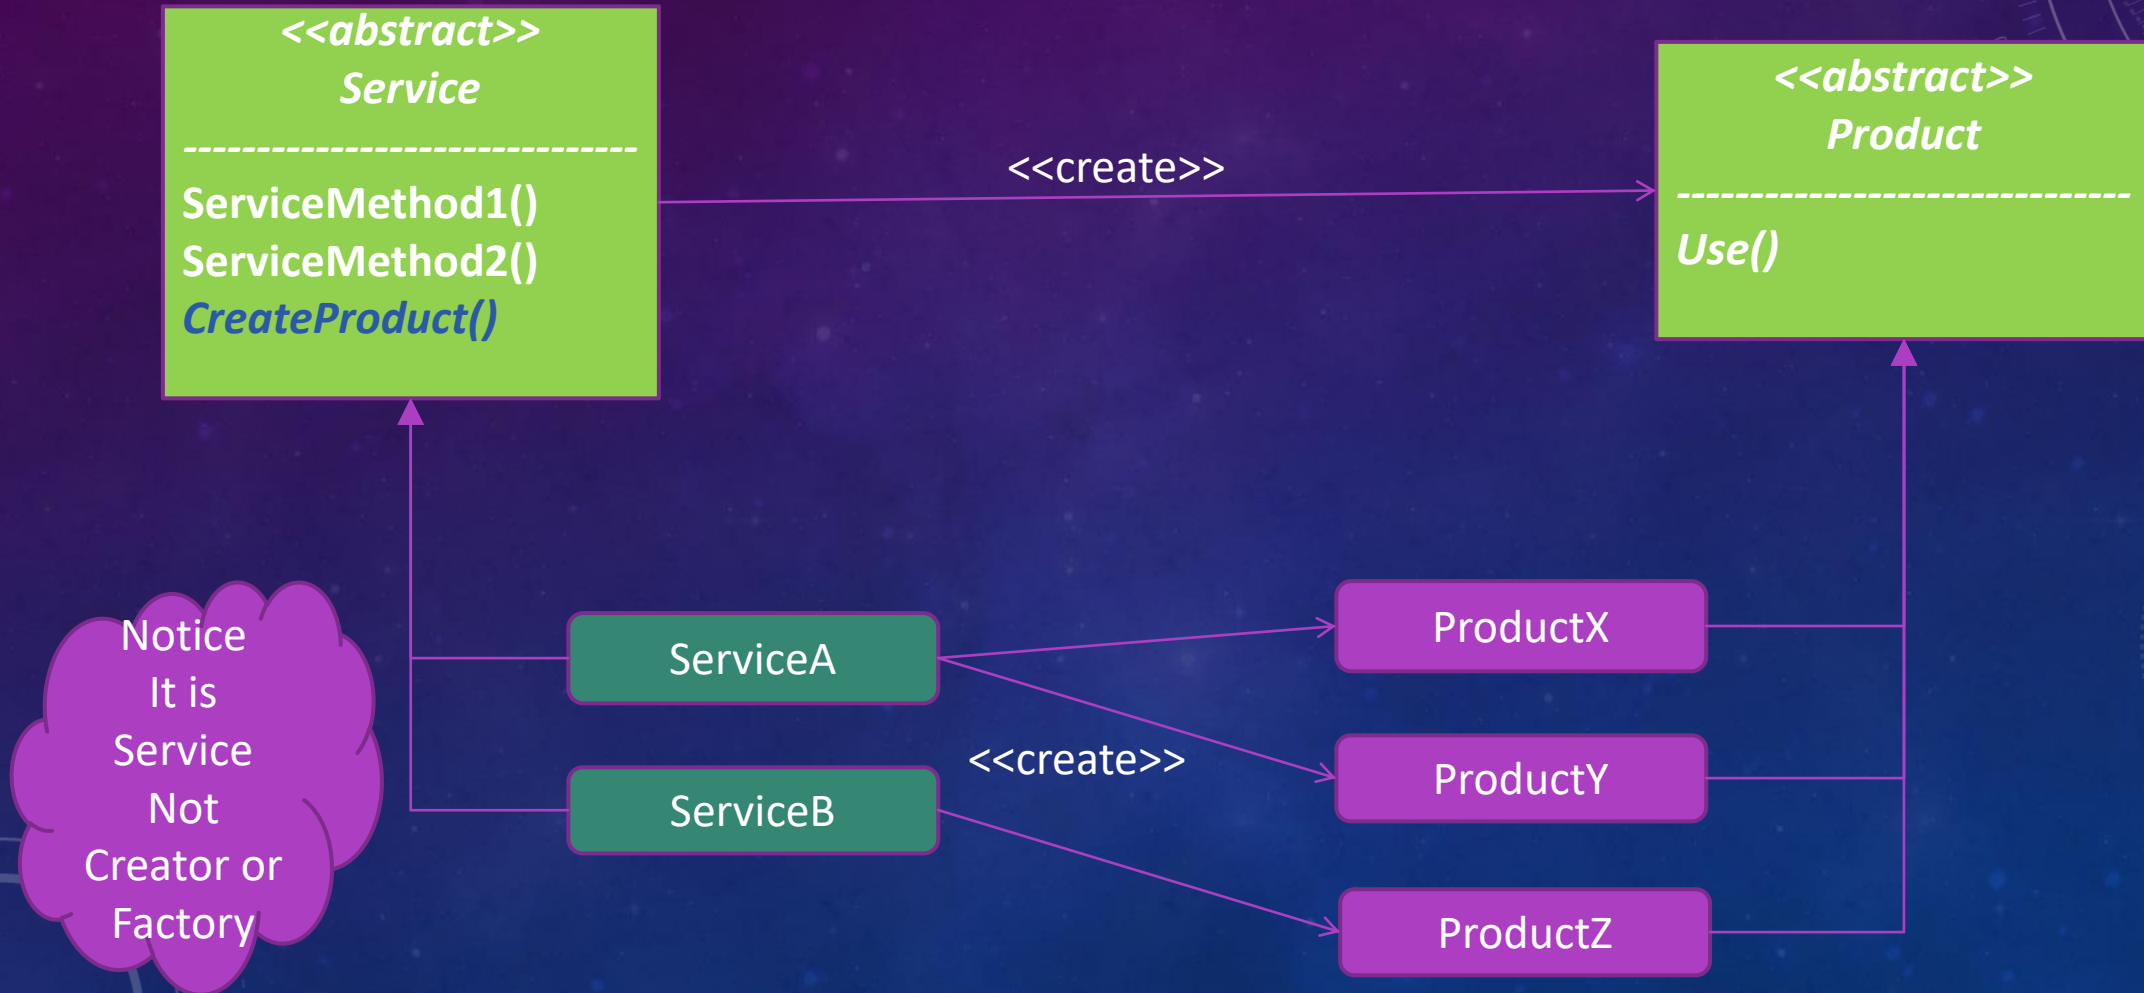 <<abstract>>
Service
-------------------------------
ServiceMethod1()
ServiceMethod2()
CreateProduct()
<<create>>
<<abstract>>
Product
-------------------------------
Use()
Notice
It is
Service
Not
Creator or
Factory
ServiceA
ServiceB
<<create>>
ProductX
ProductY
ProductZ